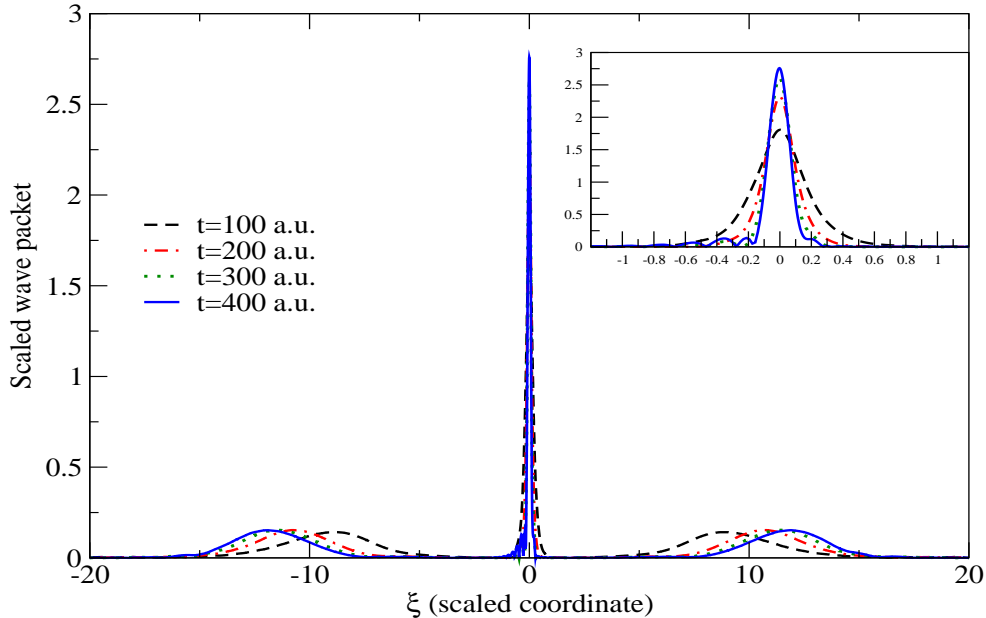 3
2.5
2
1.5
1
0.5
0
Scaled wave packet
t=100 a.u.
t=200 a.u.
t=300 a.u.
t=400 a.u.
3
2.5
2
1.5
1
0.5
0
-1 -0.8 -0.6 -0.4 -0.2 0 0.2 0.4 0.6 0.8 1
-20 -10 0 10 20
ξ (scaled coordinate)